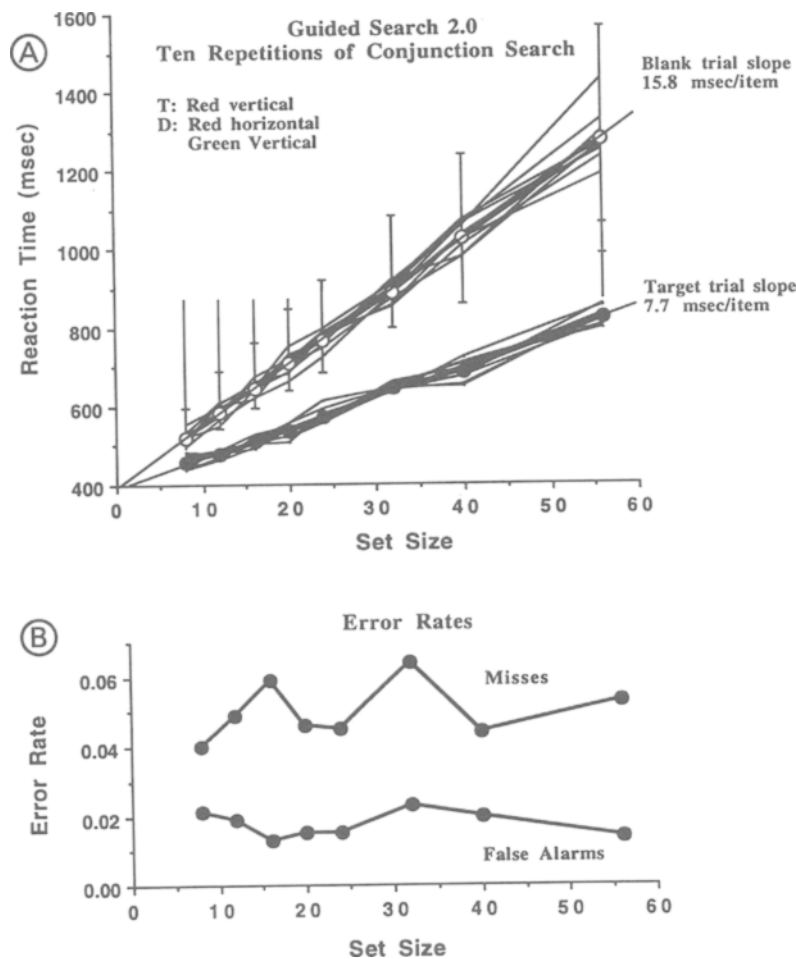 A
Guided Search 2.0
Ten Repetitions of Conjunction Search
T: Red vertical
D: Red horizontal
Green Vertical
Blank trial slope
15.8 msec/item
Target trial slope
7.7 msec/item
Reaction Time (msec)
1600
1400
1200
1000
800
600
400
0 10 20 30 40 50 60
Set Size
B
Error Rates
Misses
False Alarms
Error Rate
0.06
0.04
0.02
0.00
0 10 20 30 40 50 60
Set Size